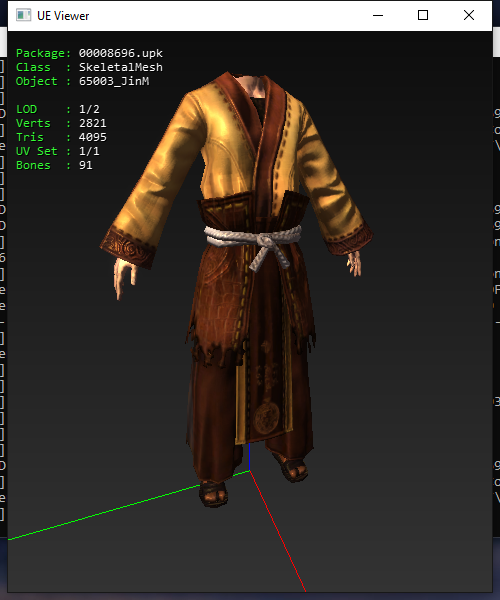 UE Viewer
Package: 00008696.upk
Class : SkeletalMesh
Object : 65003_JinM
LOD : 1/2
Verts : 2821
Tris : 4095
UV Set : 1/1
Bones : 91